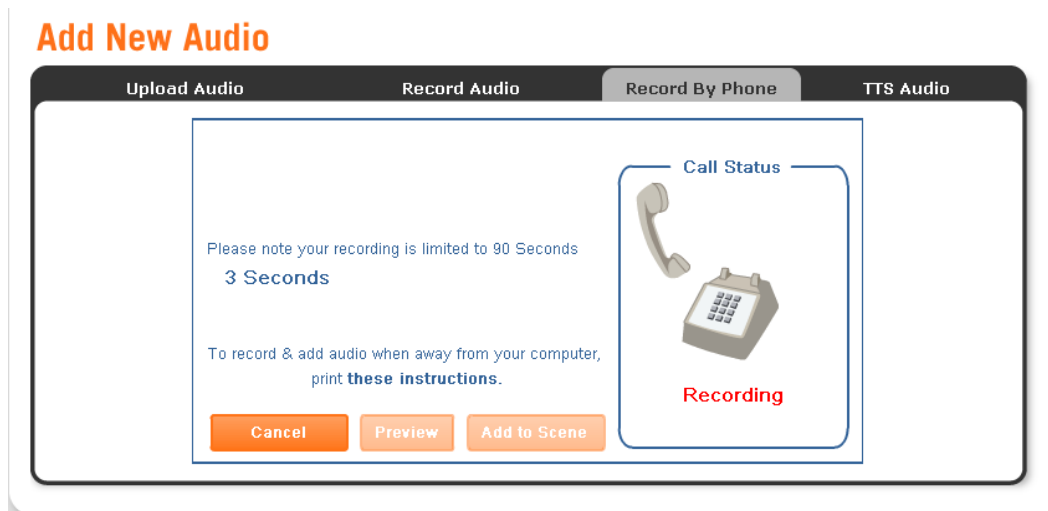 Add New Audio
Upload Audio
Record Audio
Record By Phone
TTS Audio
Please note your recording is limited to 90 Seconds
3 Seconds
To record & add audio when away from your computer,
print these instructions.
Cancel
Preview
Add to Scene
Call Status
Recording